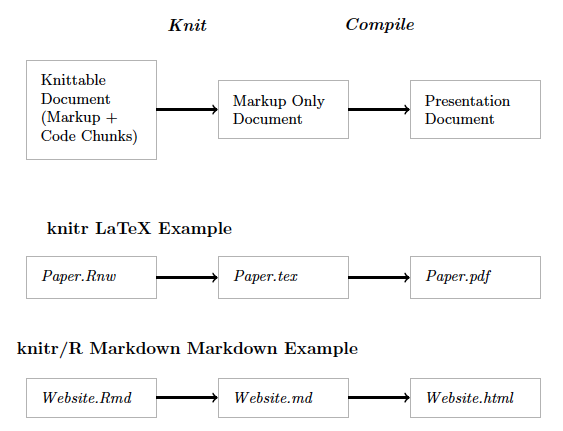 Knit
Compile
Knittable
Document
(Markup +
Code Chunks)
Markup Only
Document
Presentation
Document
knitr LaTeX Example
Paper.Rnw
Paper.tex
Paper.pdf
knitr/R Markdown Markdown Example
Website.Rmd
Website.md
Website.html